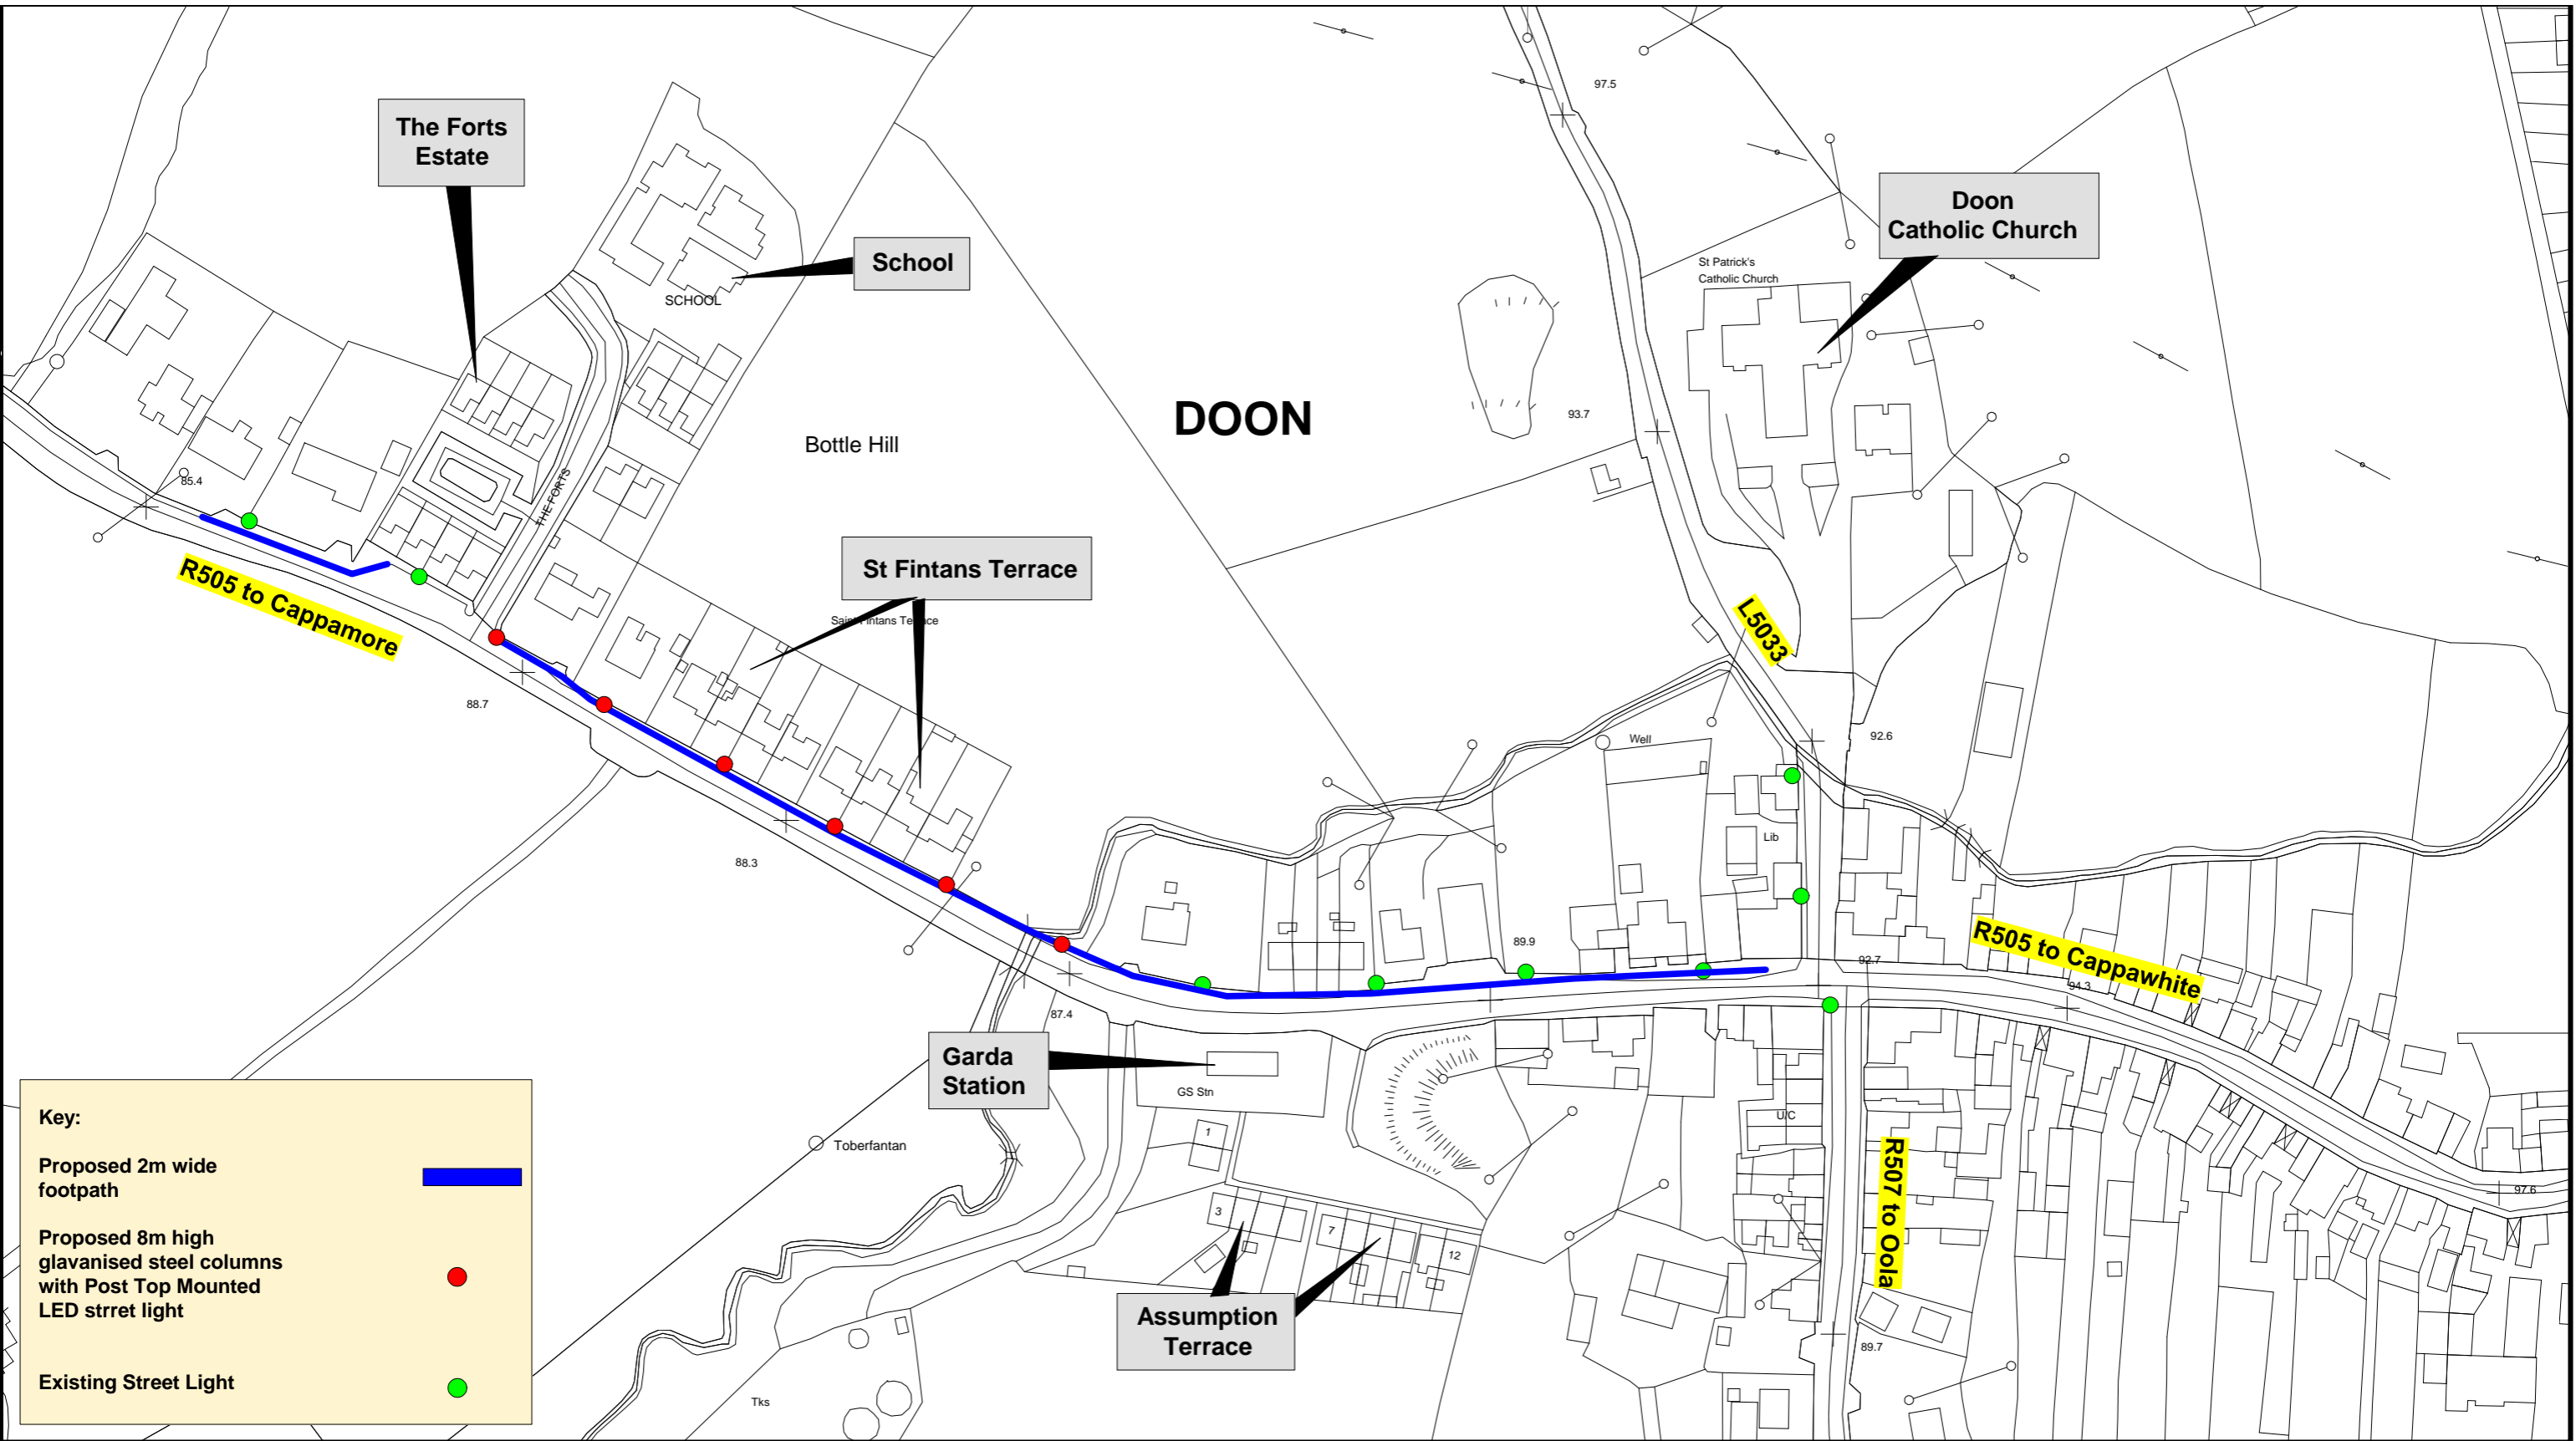 97.5
The Forts
Estate
Doon
Catholic Church
School
St Patrick's
Catholic Church
SCHOOL
DOON
93.7
Bottle Hill
85.4
THE FORTS
St Fintans Terrace
R505 to Cappamore
Saint Fintans Terrace
L5033
88.7
Well
92.6
Lib
88.3
89.9
R505 to Cappawhite
92.7
94.3
87.4
Garda
Station
GS Stn
U/C
1
Toberfantan
R507 to Oola
97.6
3
7
12
Assumption
Terrace
89.7
Tks
Key:
Proposed 2m wide
footpath
Proposed 8m high
glavanised steel columns
with Post Top Mounted
LED strret light
Existing Street Light